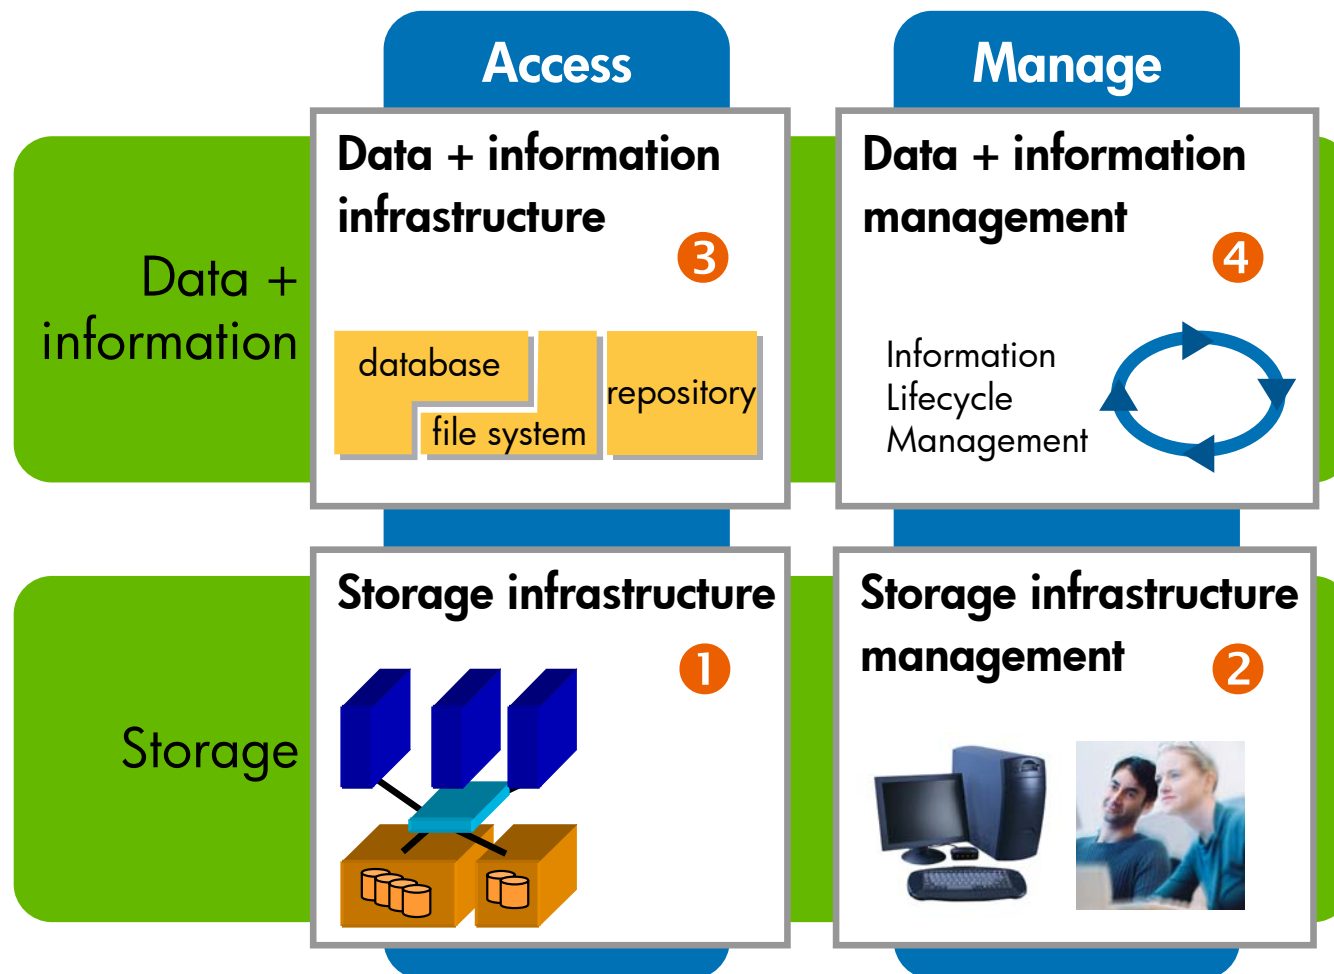 Access
Manage
Data +
information
Data + information
infrastructure
3
database
file system
repository
Data + information
management
4
Information
Lifecycle
Management
Storage
Storage infrastructure
1
Storage infrastructure
management
2